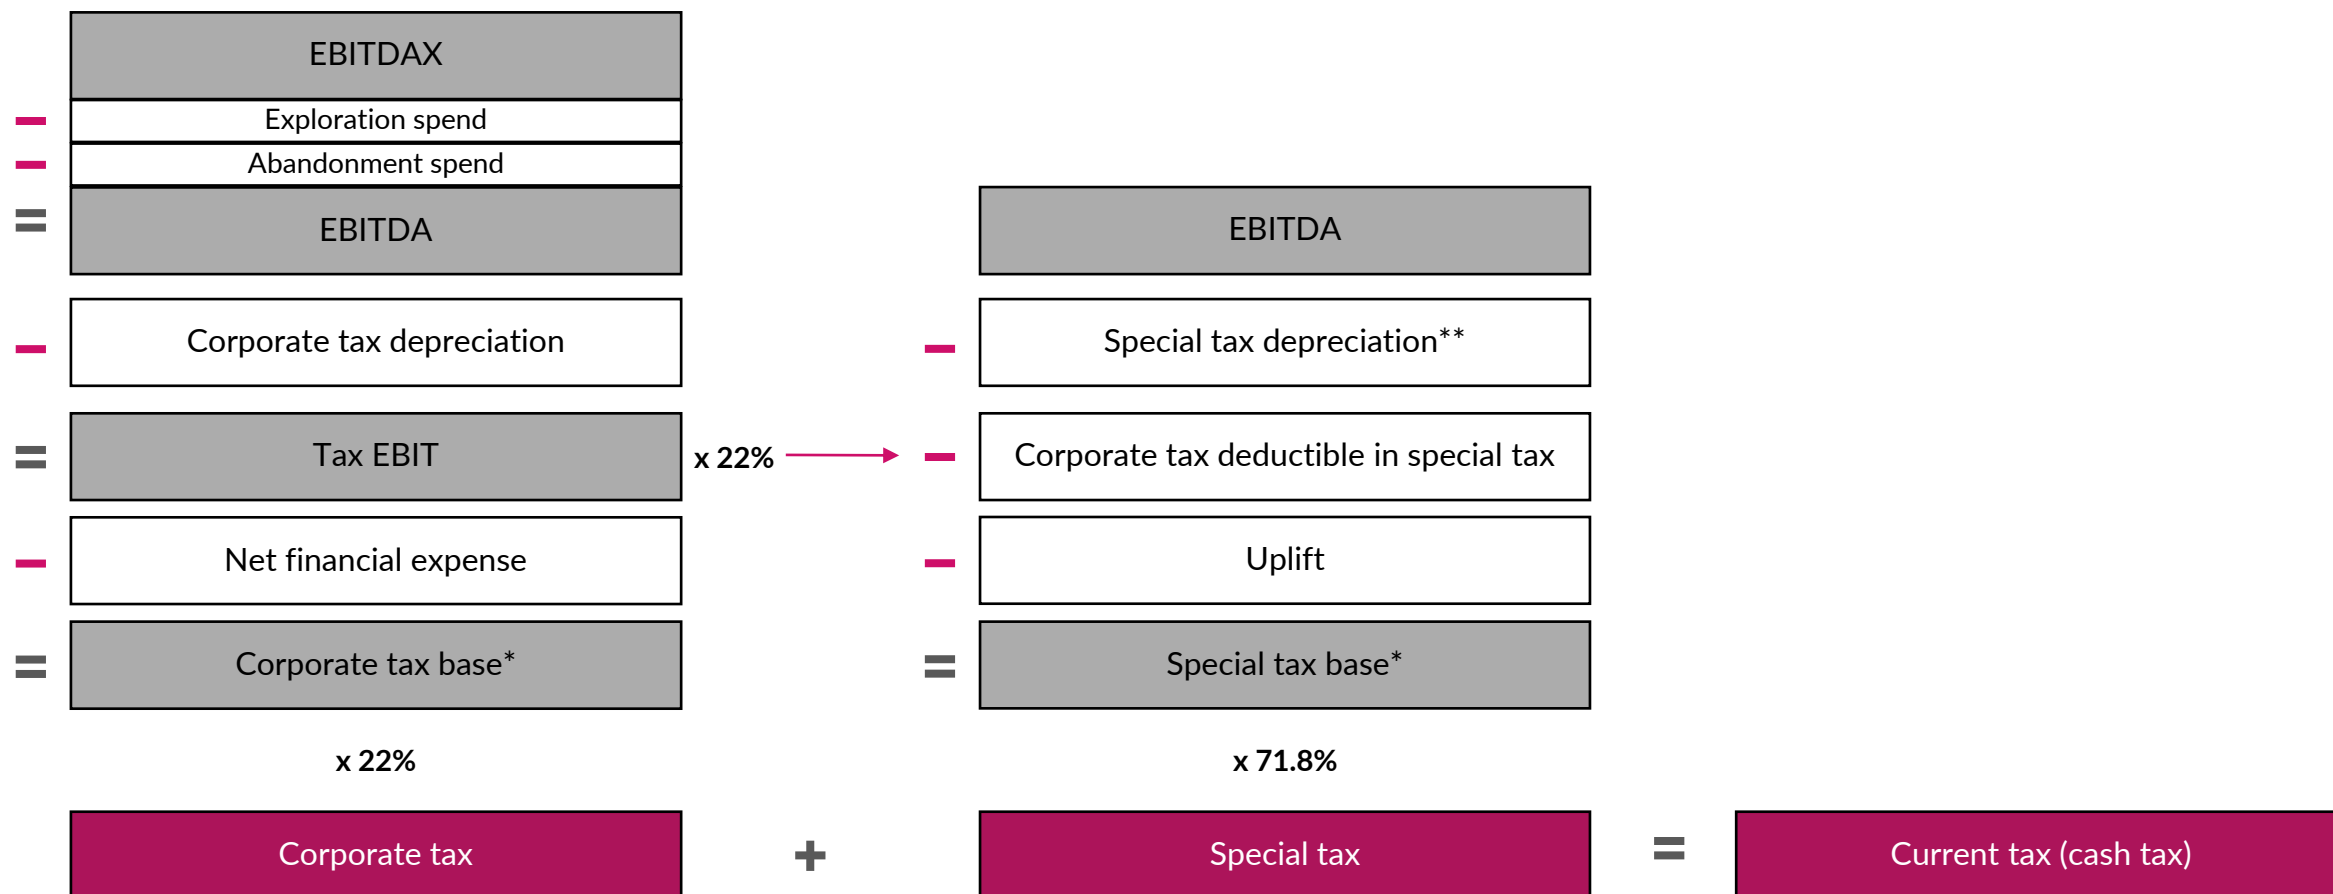 EBITDAX
− Exploration spend
− Abandonment spend
= EBITDA
− Corporate tax depreciation
= Tax EBIT
x 22%
− Net financial expense
= Corporate tax base*
x 22%
Corporate tax
EBITDA
− Special tax depreciation**
− Corporate tax deductible in special tax
− Uplift
= Special tax base*
x 71.8%
+ Special tax
= Current tax (cash tax)